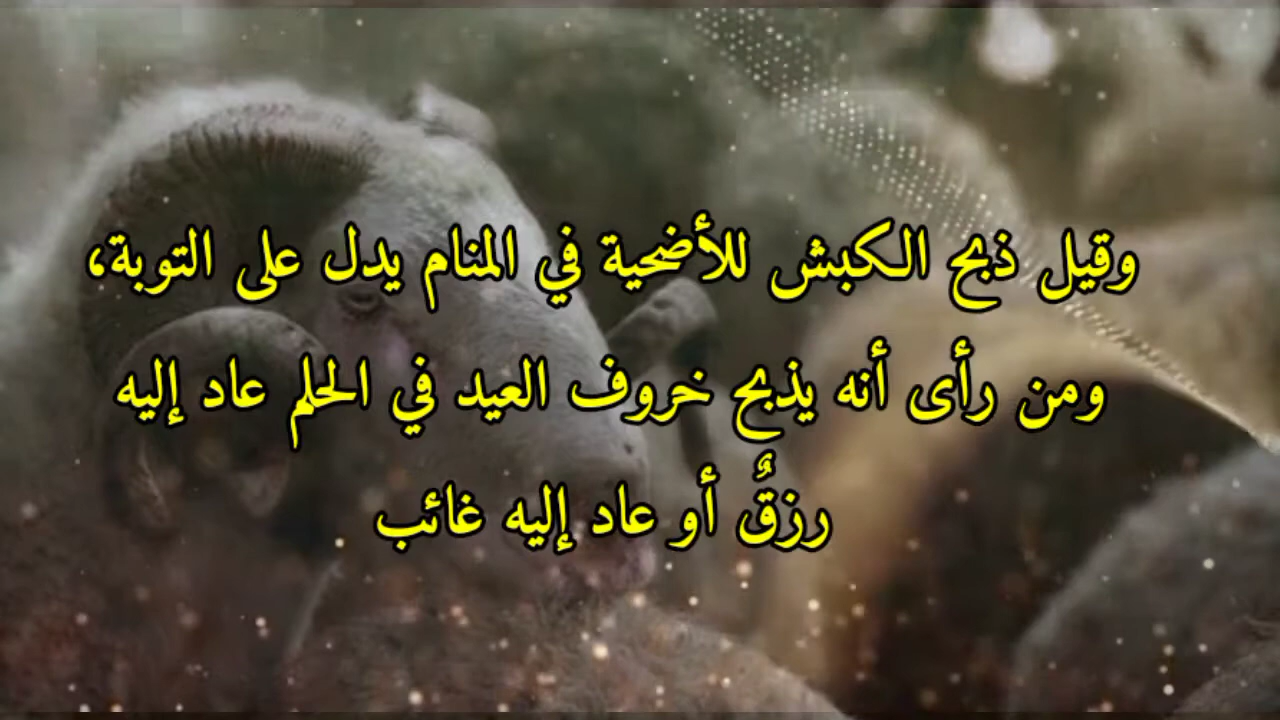 وقيل ذبح الكبش للأضحية في المنام يدل على التوبة،
ومن رأى أنه يذبح خروف العيد في الحلم عاد إليه
رزقٌ أو عاد إليه غائب